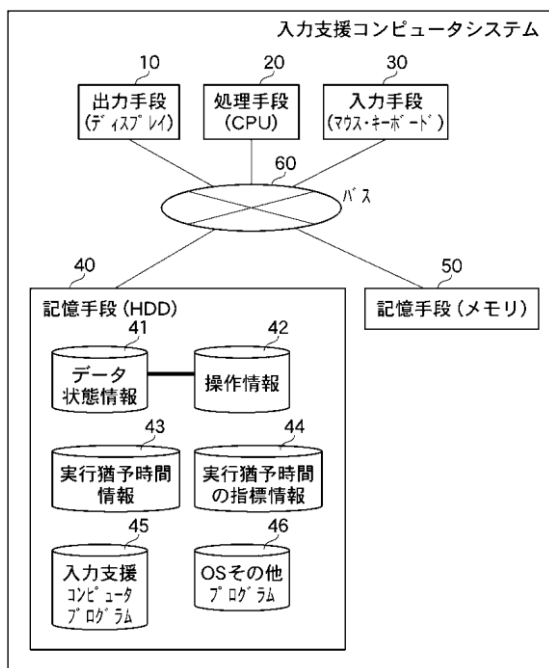 入力支援コンピュータシステム
10
20
30
出力手段
(ディスプレイ)
処理手段
(CPU)
入力手段
(マウス・キーボード)
60
バス
40
50
記憶手段(HDD)
記憶手段(メモリ)
41
42
データ
状態情報
操作情報
43
44
実行猶予時間
情報
実行猶予時間
の指標情報
45
46
入力支援
コンピュータ
プログラム
OSその他
プログラム